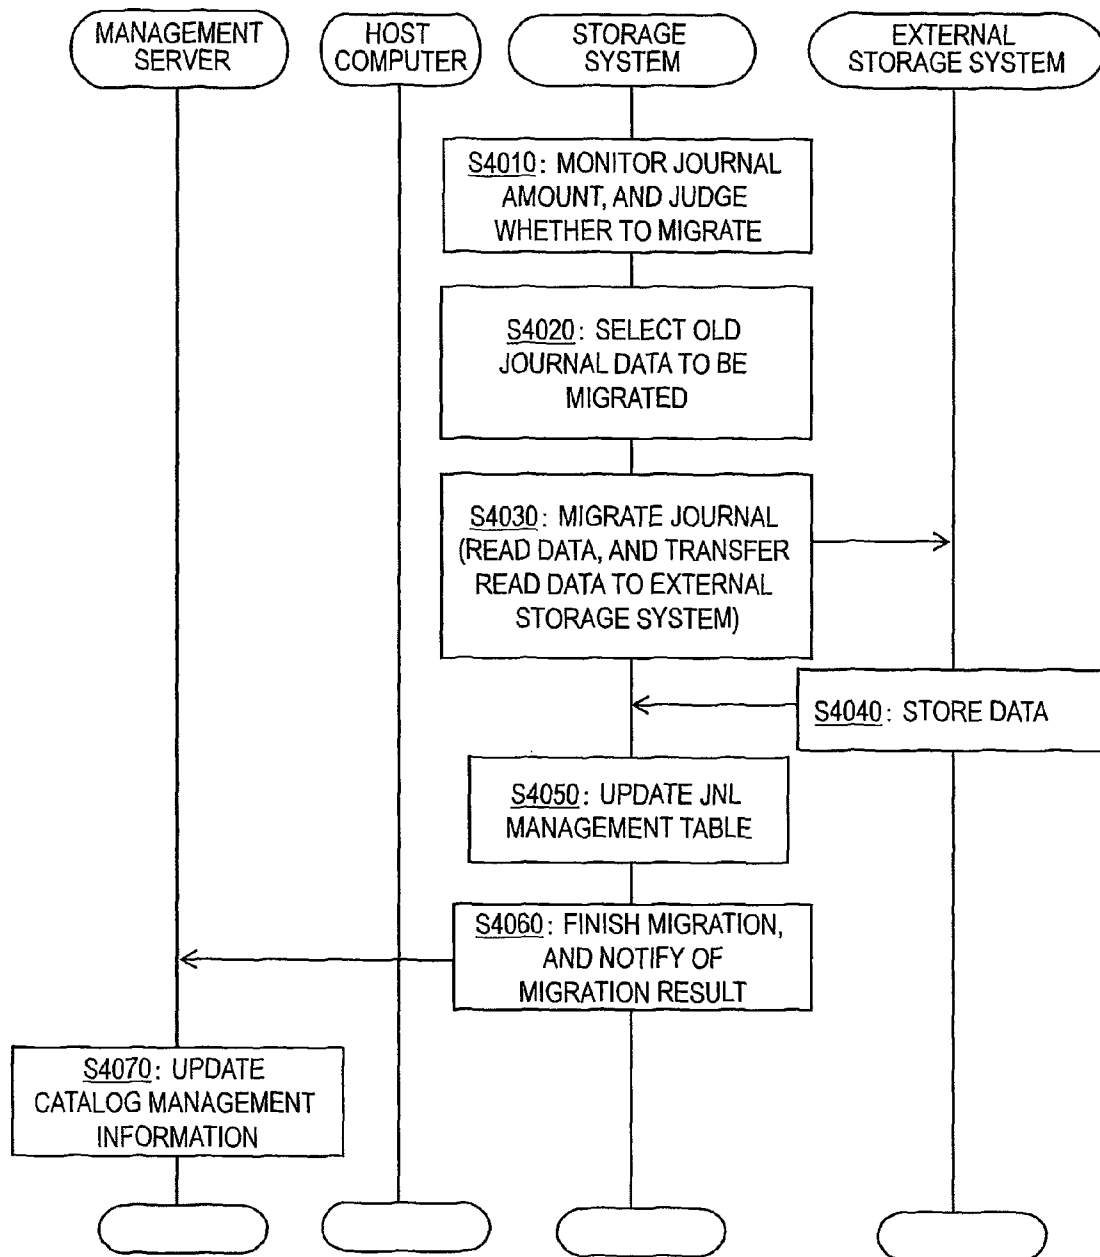 MANAGEMENT
SERVER
HOST
COMPUTER
STORAGE
SYSTEM
EXTERNAL
STORAGE SYSTEM
S4010: MONITOR JOURNAL
AMOUNT, AND JUDGE
WHETHER TO MIGRATE
S4020: SELECT OLD
JOURNAL DATA TO BE
MIGRATED
S4030: MIGRATE JOURNAL
(READ DATA, AND TRANSFER
READ DATA TO EXTERNAL
STORAGE SYSTEM)
S4040: STORE DATA
S4050: UPDATE JNL
MANAGEMENT TABLE
S4060: FINISH MIGRATION,
AND NOTIFY OF
MIGRATION RESULT
S4070: UPDATE
CATALOG MANAGEMENT
INFORMATION